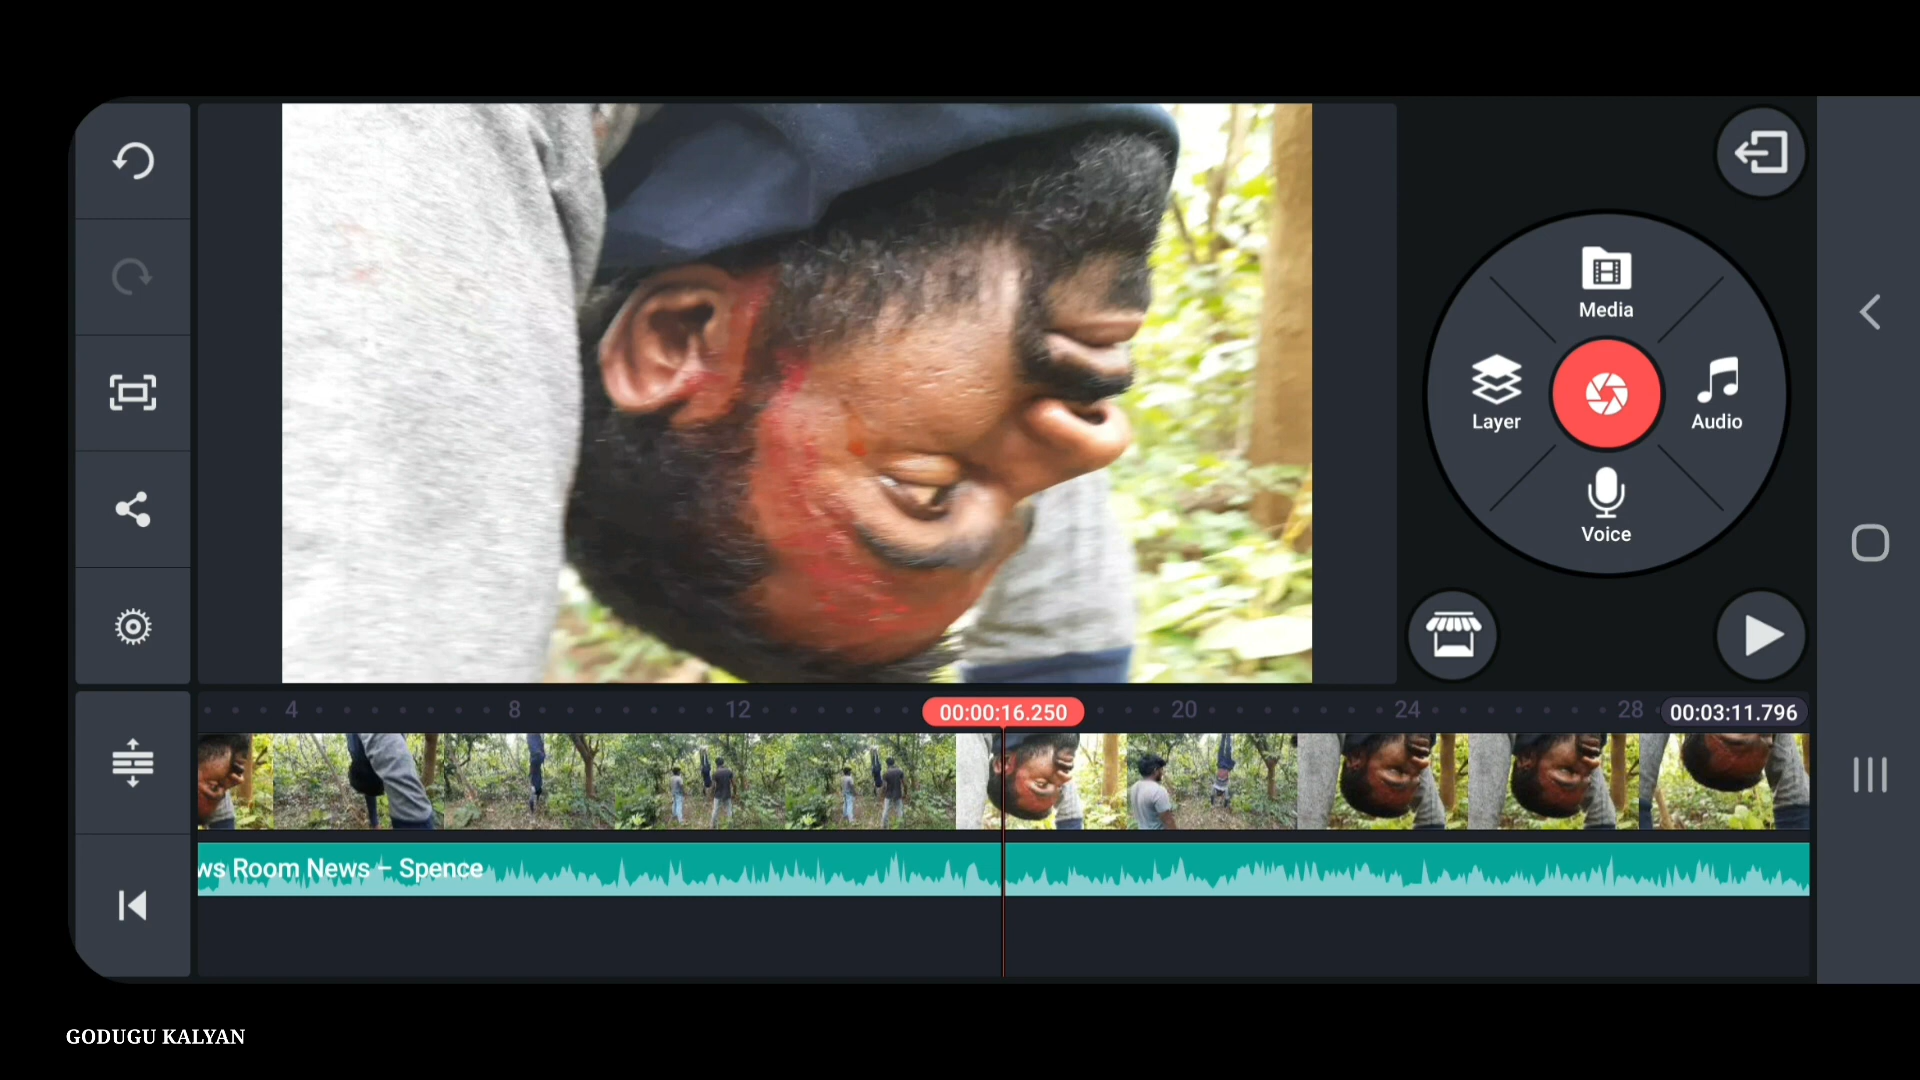 Media
Layer
Audio
Voice
4
8
12
00:00:16.250
20
24
28
00:03:11.796
ws Room News – Spence
GODUGU KALYAN